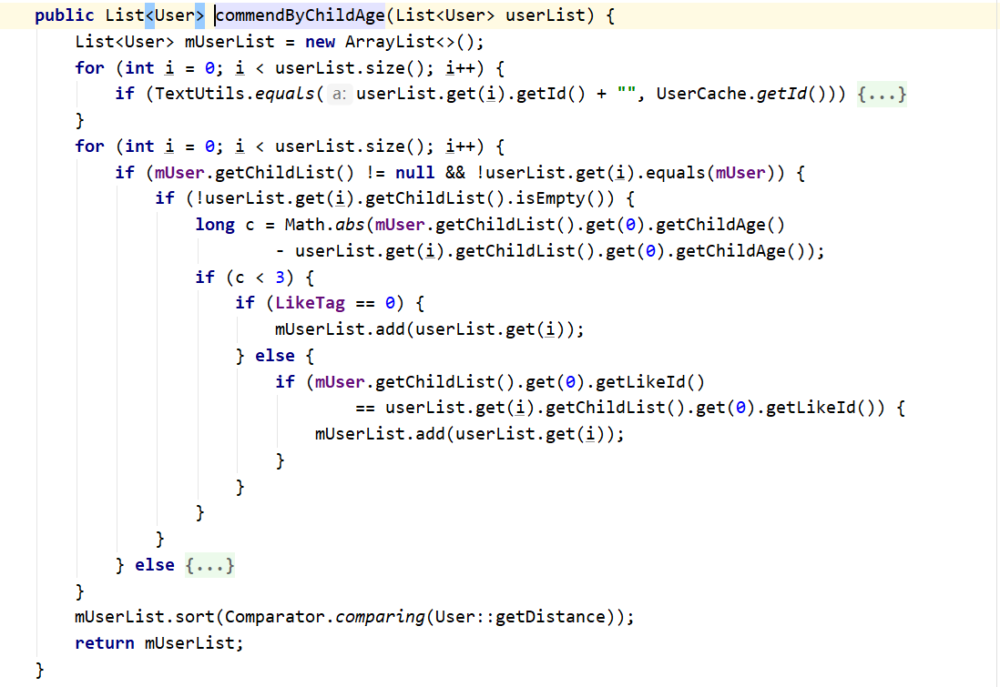 public List<User> commendByChildAge(List<User> userList) {
    List<User> mUserList = new ArrayList<>();
    for (int i = 0; i < userList.size(); i++) {
        if (TextUtils.equals( a: userList.get(i).getId() + "", UserCache.getId())) {...}
    }
    for (int i = 0; i < userList.size(); i++) {
        if (mUser.getChildList() != null && !userList.get(i).equals(mUser)) {
            if (!userList.get(i).getChildList().isEmpty()) {
                long c = Math.abs(mUser.getChildList().get(0).getChildAge()
                        - userList.get(i).getChildList().get(0).getChildAge());
                if (c < 3) {
                    if (LikeTag == 0) {
                        mUserList.add(userList.get(i));
                    } else {
                        if (mUser.getChildList().get(0).getLikeId()
                                == userList.get(i).getChildList().get(0).getLikeId()) {
                            mUserList.add(userList.get(i));
                        }
                    }
                }
            }
        } else {...}
    }
    mUserList.sort(Comparator.comparing(User::getDistance));
    return mUserList;
}